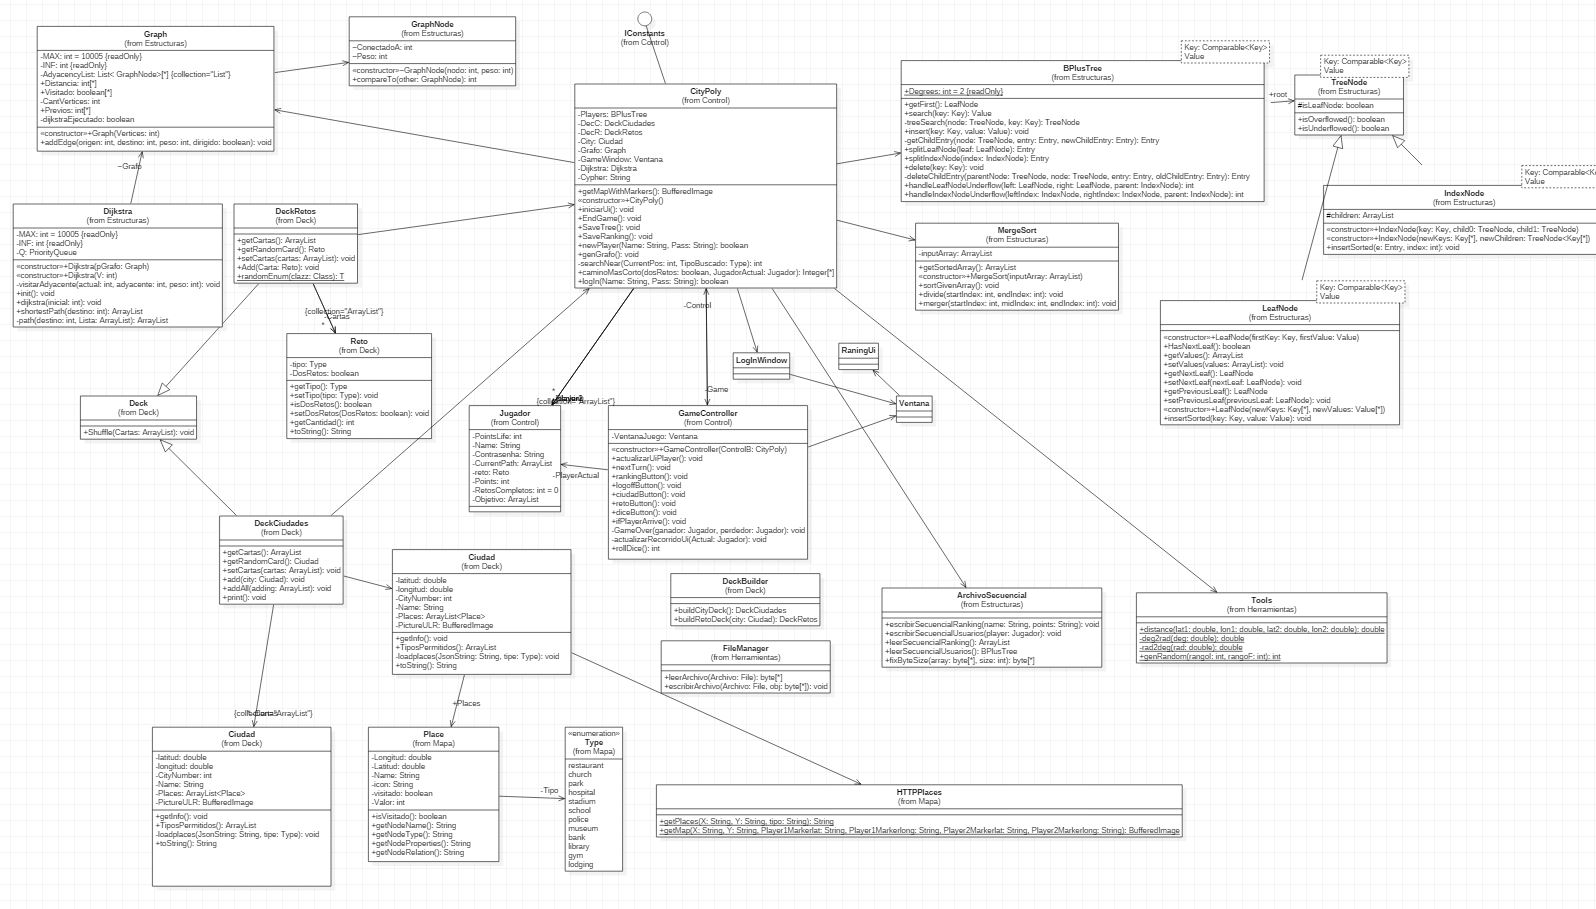 Graph
(from Estructuras)
-MAX: int = 10005 {readOnly}
-INF: int {readOnly}
-AdyacencyList: List< GraphNode>[*] {collection="List"}
+Distancia: int[*]
+Visitado: boolean[*]
-CantVertices: int
+Previos: int[*]
-dijkstraEjecutado: boolean
«constructor»+Graph(Vertices: int)
+addEdge(origen: int, destino: int, peso: int, dirigido: boolean): void
GraphNode
(from Estructuras)
~ConectadoA: int
~Peso: int
«constructor»~GraphNode(nodo: int, peso: int)
+compareTo(other: GraphNode): int
IConstants
(from Control)
CityPoly
(from Control)
-Players: BPlusTree
-DecC: DeckCiudades
-DecR: DeckRetos
-City: Ciudad
-Grafo: Graph
-GameWindow: Ventana
-Dijkstra: Dijkstra
-Cypher: String
+getMapWithMarkers(): BufferedImage
«constructor»+CityPoly()
+iniciarUi(): void
+EndGame(): void
+SaveTree(): void
+SaveRanking(): void
+newPlayer(Name: String, Pass: String): boolean
+genGrafo(): void
-searchNear(CurrentPos: int, TipoBuscado: Type): int
+caminoMasCorto(dosRetos: boolean, JugadorActual: Jugador): Integer[*]
+logIn(Name: String, Pass: String): boolean
Key: Comparable<Key>
Value
BPlusTree
(from Estructuras)
+Degrees: int = 2 {readOnly}
+getFirst(): LeafNode
+search(key: Key): Value
-treeSearch(node: TreeNode, key: Key): TreeNode
+insert(key: Key, value: Value): void
-getChildEntry(node: TreeNode, entry: Entry, newChildEntry: Entry): Entry
+splitLeafNode(leaf: LeafNode): Entry
+splitIndexNode(index: IndexNode): Entry
+delete(key: Key): void
-deleteChildEntry(parentNode: TreeNode, node: TreeNode, entry: Entry, oldChildEntry: Entry): Entry
+handleLeafNodeUnderflow(left: LeafNode, right: LeafNode, parent: IndexNode): int
+handleIndexNodeUnderflow(leftIndex: IndexNode, rightIndex: IndexNode, parent: IndexNode): int
+root
Key: Comparable<Key>
Value
TreeNode
(from Estructuras)
#isLeafNode: boolean
+isOverflowed(): boolean
+isUnderflowed(): boolean
Key: Comparable<K
Value
IndexNode
(from Estructuras)
#children: ArrayList
«constructor»+IndexNode(key: Key, child0: TreeNode, child1: TreeNode)
«constructor»+IndexNode(newKeys: Key[*], newChildren: TreeNode<Key[*])
+insertSorted(e: Entry, index: int): void
Key: Comparable<Key>
Value
LeafNode
(from Estructuras)
«constructor»+LeafNode(firstKey: Key, firstValue: Value)
+HasNextLeaf(): boolean
+getValues(): ArrayList
+setValues(values: ArrayList): void
+getNextLeaf(): LeafNode
+setNextLeaf(nextLeaf: LeafNode): void
+getPreviousLeaf(): LeafNode
+setPreviousLeaf(previousLeaf: LeafNode): void
«constructor»+LeafNode(newKeys: Key[*], newValues: Value[*])
+insertSorted(key: Key, value: Value): void
~Grafo
Dijkstra
(from Estructuras)
-MAX: int = 10005 {readOnly}
-INF: int {readOnly}
-Q: PriorityQueue
«constructor»+Dijkstra(pGrafo: Graph)
«constructor»+Dijkstra(V: int)
-visitarAdyacente(actual: int, adyacente: int, peso: int): void
+init(): void
+dijkstra(inicial: int): void
+shortestPath(destino: int): ArrayList
-path(destino: int, Lista: ArrayList): ArrayList
DeckRetos
(from Deck)
+getCartas(): ArrayList
+getRandomCard(): Reto
+setCartas(cartas: ArrayList): void
+Add(Carta: Reto): void
+randomEnum(clazz: Class): T
{collection="ArrayList"}
-Cartas
*
Reto
(from Deck)
-tipo: Type
-DosRetos: boolean
+getTipo(): Type
+setTipo(tipo: Type): void
+isDosRetos(): boolean
+setDosRetos(DosRetos: boolean): void
+getCantidad(): int
+toString(): String
MergeSort
(from Estructuras)
-inputArray: ArrayList
+getSortedArray(): ArrayList
«constructor»+MergeSort(inputArray: ArrayList)
+sortGivenArray(): void
+divide(startIndex: int, endIndex: int): void
+merger(startIndex: int, midIndex: int, endIndex: int): void
-Control
-Game
LogInWindow
RaningUi
Ventana
Deck
(from Deck)
+Shuffle(Cartas: ArrayList): void
*
Jugador
(from Control)
-PointsLife: int
-Name: String
-Contrasenha: String
-CurrentPath: ArrayList
-reto: Reto
-Points: int
-RetosCompletos: int = 0
-Objetivo: ArrayList
-PlayerActual
GameController
(from Control)
-VentanaJuego: Ventana
«constructor»+GameController(ControlB: CityPoly)
+actualizarUiPlayer(): void
+nextTurn(): void
+rankingButton(): void
+logoffButton(): void
+ciudadButton(): void
+retoButton(): void
+diceButton(): void
+ifPlayerArrive(): void
-GameOver(ganador: Jugador, perdedor: Jugador): void
-actualizarRecorridoUi(Actual: Jugador): void
+rollDice(): int
DeckCiudades
(from Deck)
+getCartas(): ArrayList
+getRandomCard(): Ciudad
+setCartas(cartas: ArrayList): void
+add(city: Ciudad): void
+addAll(adding: ArrayList): void
+print(): void
Ciudad
(from Deck)
-latitud: double
-longitud: double
-CityNumber: int
-Name: String
-Places: ArrayList<Place>
-PictureULR: BufferedImage
+getInfo(): void
+TiposPermitidos(): ArrayList
-loadplaces(JsonString: String, tipe: Type): void
+toString(): String
DeckBuilder
(from Deck)
+buildCityDeck(): DeckCiudades
+buildRetoDeck(city: Ciudad): DeckRetos
FileManager
(from Herramientas)
+leerArchivo(Archivo: File): byte[*]
+escribirArchivo(Archivo: File, obj: byte[*]): void
ArchivoSecuencial
(from Estructuras)
+escribirSecuencialRanking(name: String, points: String): void
+escribirSecuencialUsuarios(player: Jugador): void
+leerSecuencialRanking(): ArrayList
+leerSecuencialUsuarios(): BPlusTree
+fixByteSize(array: byte[*], size: int): byte[*]
Tools
(from Herramientas)
+distance(lat1: double, lon1: double, lat2: double, lon2: double): double
-deg2rad(deg: double): double
-rad2deg(rad: double): double
+genRandom(rangoI: int, rangoF: int): int
+Places
Ciudad
(from Deck)
-latitud: double
-longitud: double
-CityNumber: int
-Name: String
-Places: ArrayList<Place>
-PictureULR: BufferedImage
+getInfo(): void
+TiposPermitidos(): ArrayList
-loadplaces(JsonString: String, tipe: Type): void
+toString(): String
Place
(from Mapa)
-Longitud: double
-Latitud: double
-Name: String
-icon: String
-visitado: boolean
-Valor: int
+isVisitado(): boolean
+getNodeName(): String
+getNodeType(): String
+getNodeProperties(): String
+getNodeRelation(): String
-Tipo
«enumeration»
Type
(from Mapa)
restaurant
church
park
hospital
stadium
school
police
museum
bank
library
gym
lodging
HTTPPlaces
(from Mapa)
+getPlaces(X: String, Y: String, tipo: String): String
+getMap(X: String, Y: String, Player1Markerlat: String, Player1Markerlong: String, Player2Markerlat: String, Player2Markerlong: String): BufferedImage